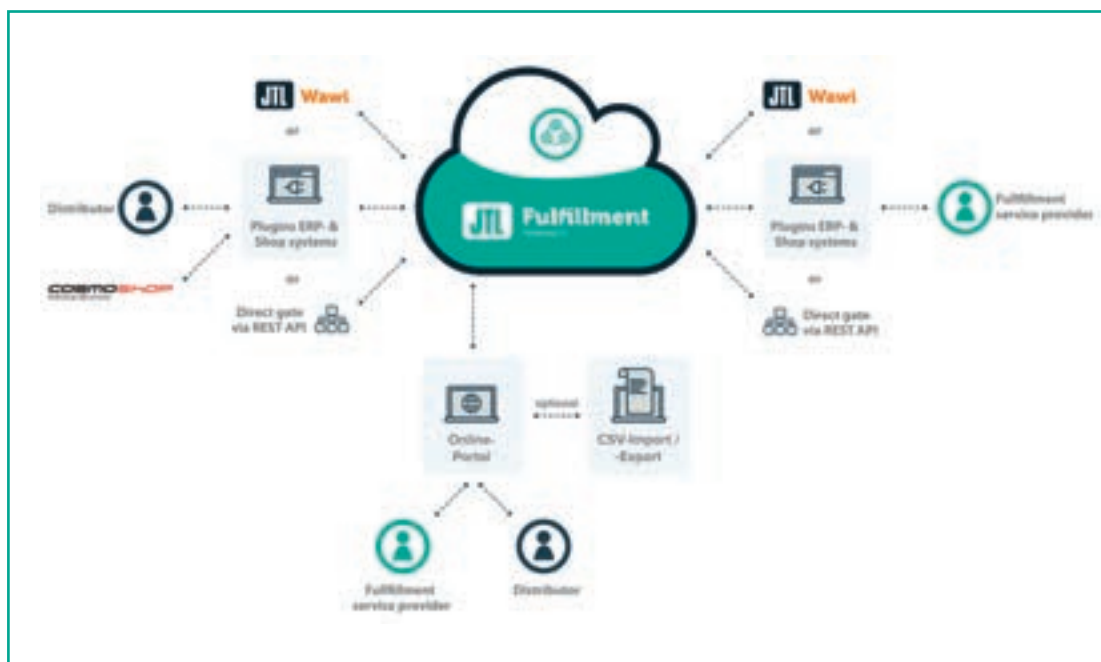 JTL Wawi
or
Distributor
Plugins ERP- &
Shop systems
COSMOSHOP
or
Direct gate
via REST API
JTL Fulfillment
JTL Wawi
or
Plugins ERP- &
Shop systems
Fullfillment
service provider
or
Direct gate
via REST API
Online-
Portal
optional
CSV-Import /
-Export
Fullfillment
service provider
Distributor